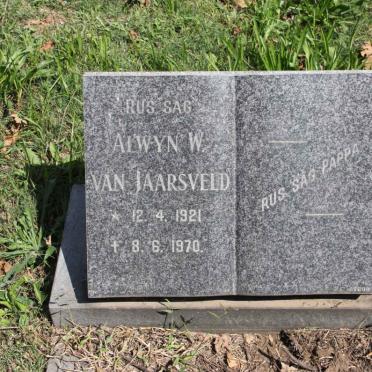 RUS SAG
ALWYN W.
VAN JAARSVELD
* 12. 4. 1921
† 8. 6. 1970.
RUS SAG PAPPA